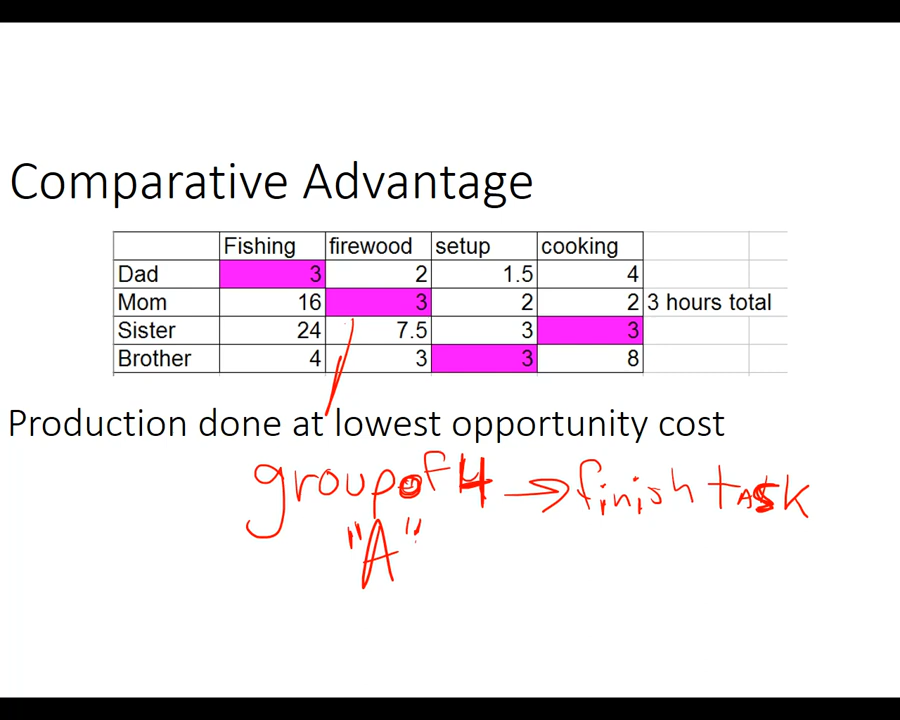 Comparative Advantage
Fishing firewood setup cooking
Dad 3 2 1.5 4
Mom 16 3 2 2 3 hours total
Sister 24 7.5 3 3
Brother 4 3 3 8
Production done at lowest opportunity cost
group of 4 → finish tASK
"A"